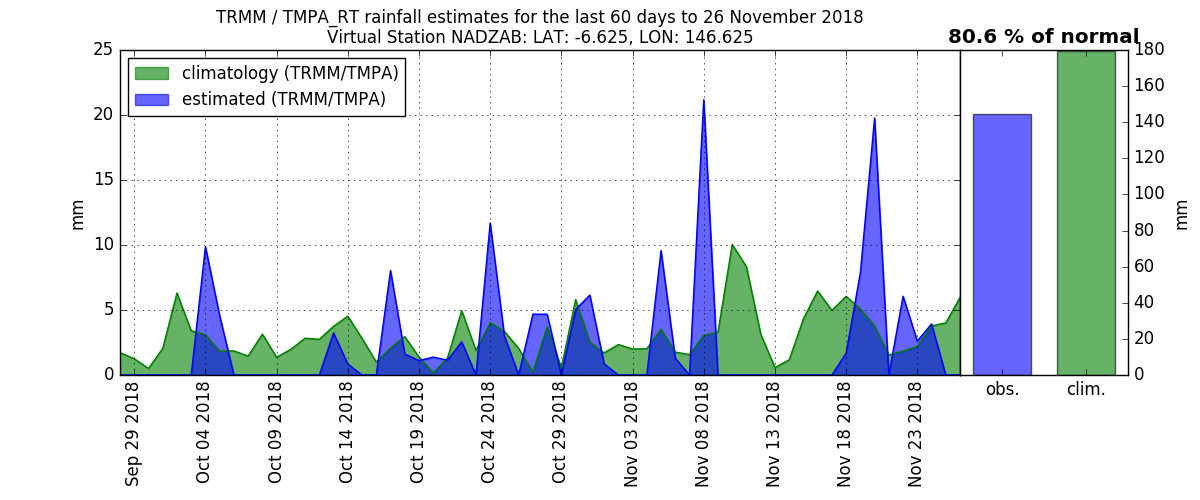 TRMM / TMPA_RT rainfall estimates for the last 60 days to 26 November 2018
Virtual Station NADZAB: LAT: -6.625, LON: 146.625
80.6 % of normal
climatology (TRMM/TMPA)
estimated (TRMM/TMPA)
mm
25
20
15
10
5
0
Sep 29 2018
Oct 04 2018
Oct 09 2018
Oct 14 2018
Oct 19 2018
Oct 24 2018
Oct 29 2018
Nov 03 2018
Nov 08 2018
Nov 13 2018
Nov 18 2018
Nov 23 2018
obs.
clim.
180
160
140
120
100
80
60
40
20
0
mm